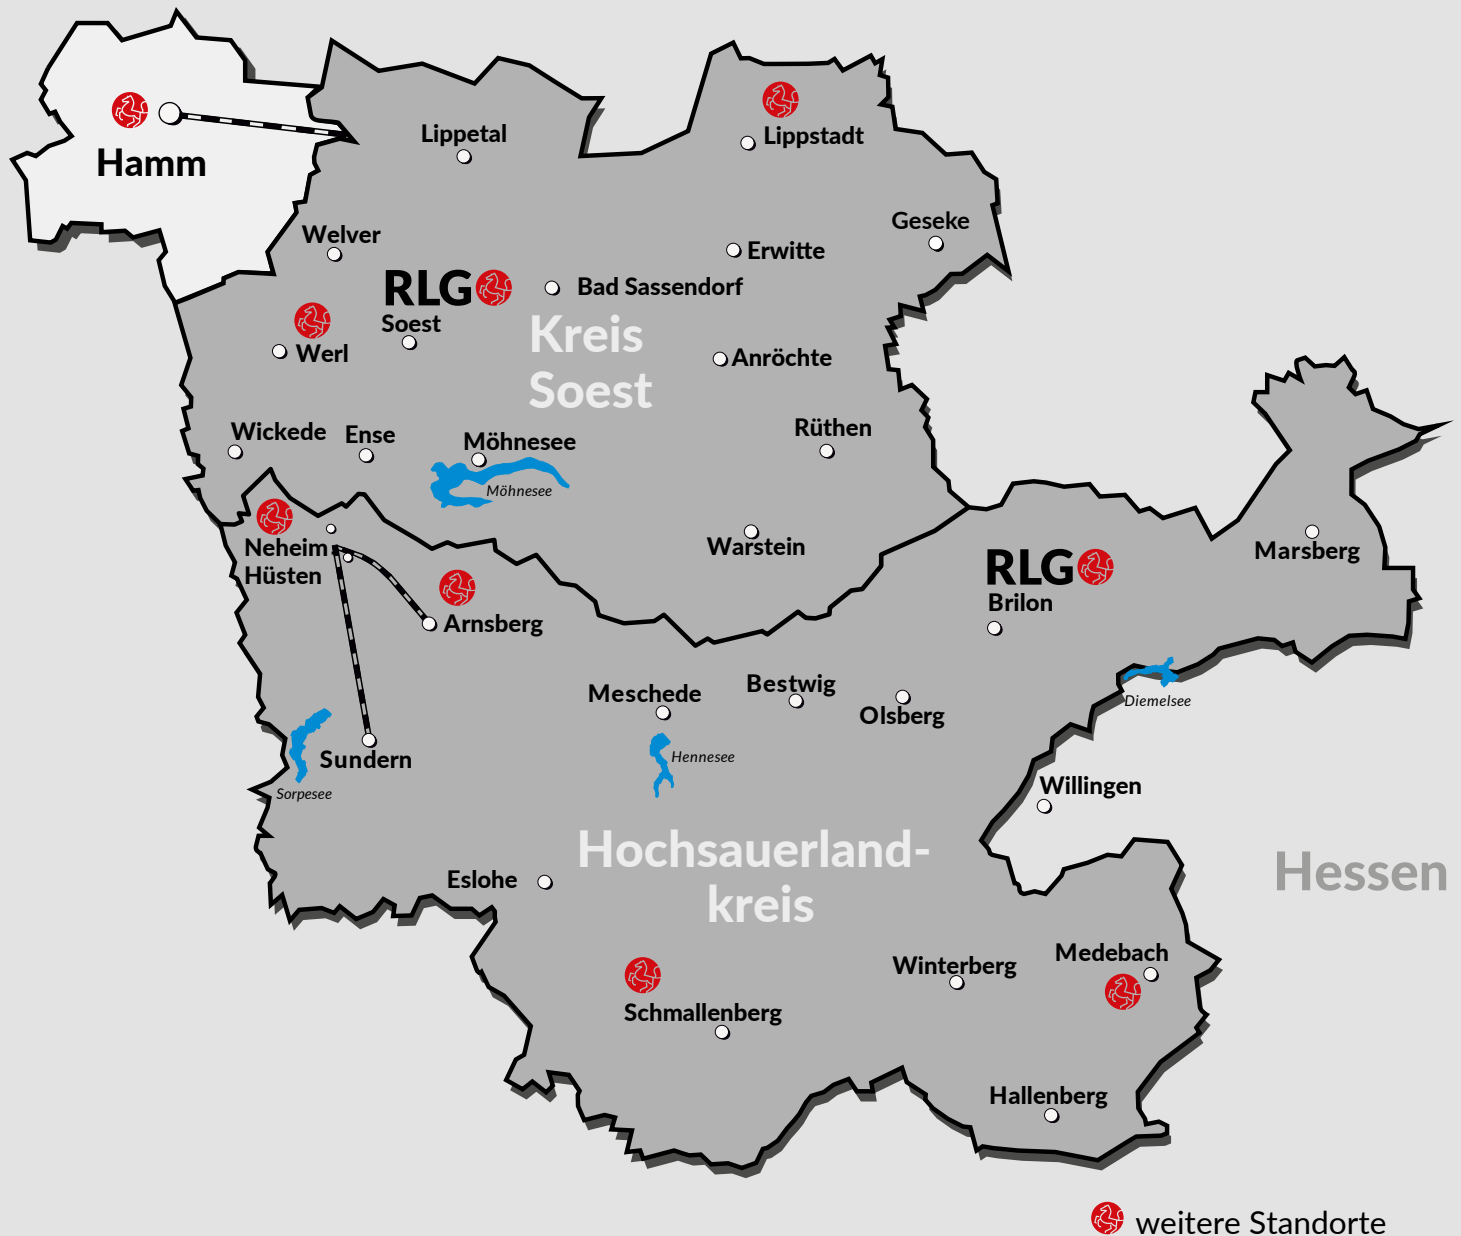 Lippetal
Lippstadt
Hamm
Geseke
Welver
Erwitte
RLG
Bad Sassendorf
Soest
Kreis
Soest
Werl
Anröchte
Wickede
Ense
Möhnesee
Rüthen
Möhnesee
Neheim
Hüsten
Warstein
Marsberg
RLG
Brilon
Arnsberg
Meschede
Bestwig
Olsberg
Diemelsee
Sundern
Hennesee
Sorpesee
Willingen
Hochsauerland-
kreis
Hessen
Eslohe
Medebach
Winterberg
Schmallenberg
Hallenberg
weitere Standorte